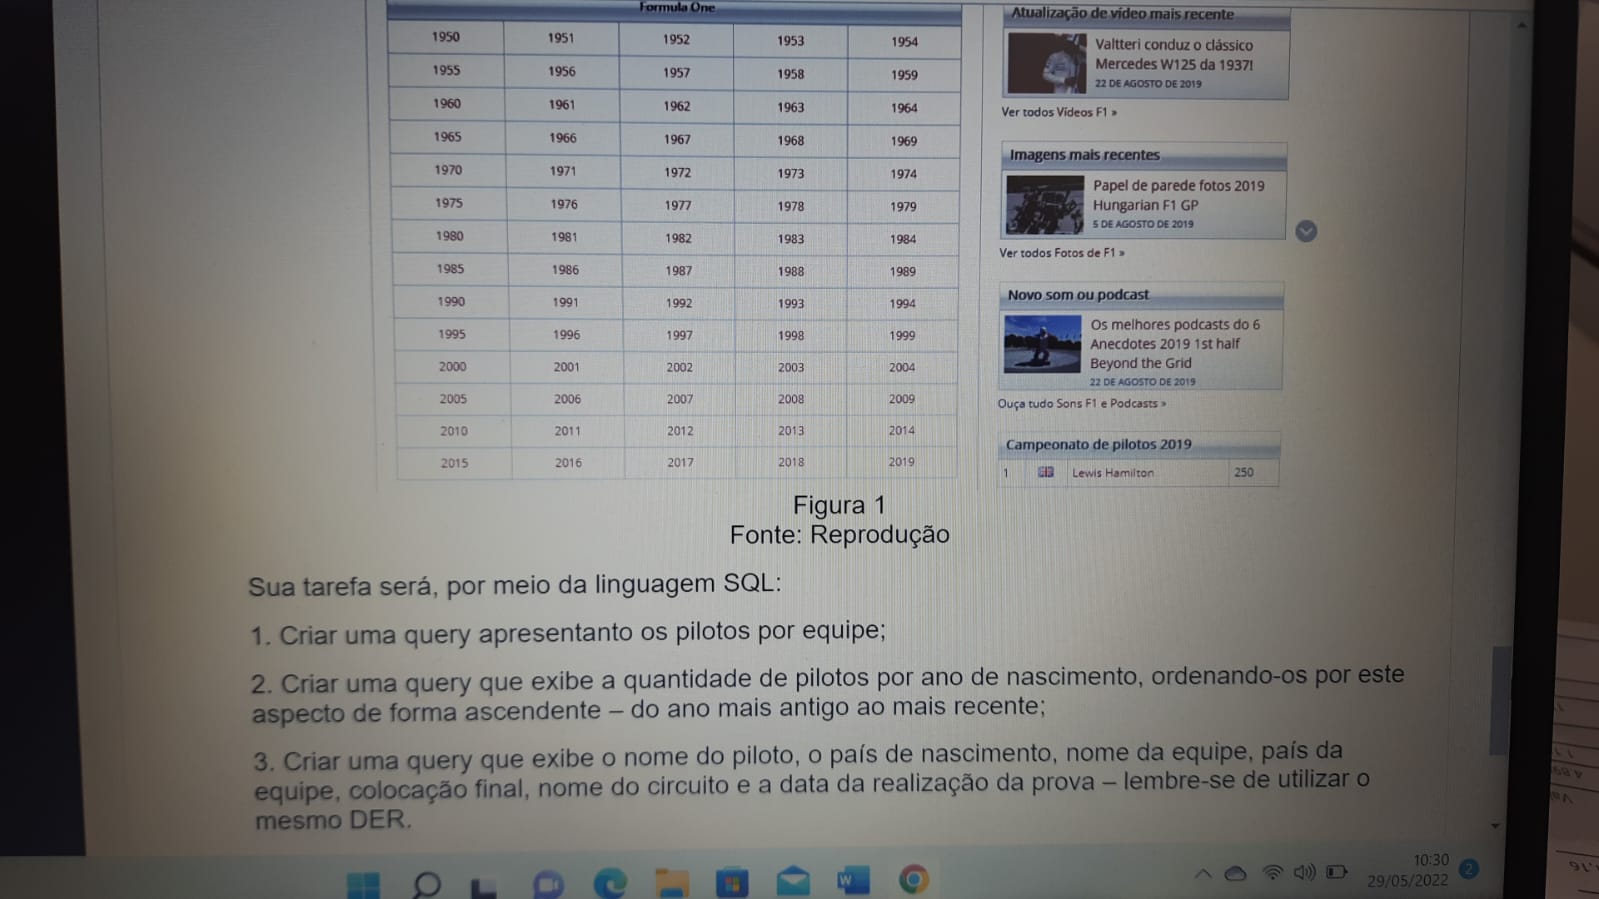 Formula One
1950 1951 1952 1953 1954
1955 1956 1957 1958 1959
1960 1961 1962 1963 1964
1965 1966 1967 1968 1969
1970 1971 1972 1973 1974
1975 1976 1977 1978 1979
1980 1981 1982 1983 1984
1985 1986 1987 1988 1989
1990 1991 1992 1993 1994
1995 1996 1997 1998 1999
2000 2001 2002 2003 2004
2005 2006 2007 2008 2009
2010 2011 2012 2013 2014
2015 2016 2017 2018 2019
Atualização de vídeo mais recente
Valtteri conduz o clássico
Mercedes W125 da 1937!
22 DE AGOSTO DE 2019
Ver todos Vídeos F1 »
Imagens mais recentes
Papel de parede fotos 2019
Hungarian F1 GP
5 DE AGOSTO DE 2019
Ver todos Fotos de F1 »
Novo som ou podcast
Os melhores podcasts do 6
Anecdotes 2019 1st half
Beyond the Grid
22 DE AGOSTO DE 2019
Ouça tudo Sons F1 e Podcasts »
Campeonato de pilotos 2019
1 Lewis Hamilton 250
Figura 1
Fonte: Reprodução
Sua tarefa será, por meio da linguagem SQL:
1. Criar uma query apresentanto os pilotos por equipe;
2. Criar uma query que exibe a quantidade de pilotos por ano de nascimento, ordenando-os por este
aspecto de forma ascendente – do ano mais antigo ao mais recente;
3. Criar uma query que exibe o nome do piloto, o país de nascimento, nome da equipe, país da
equipe, colocação final, nome do circuito e a data da realização da prova – lembre-se de utilizar o
mesmo DER.
W
10:30
29/05/2022
2